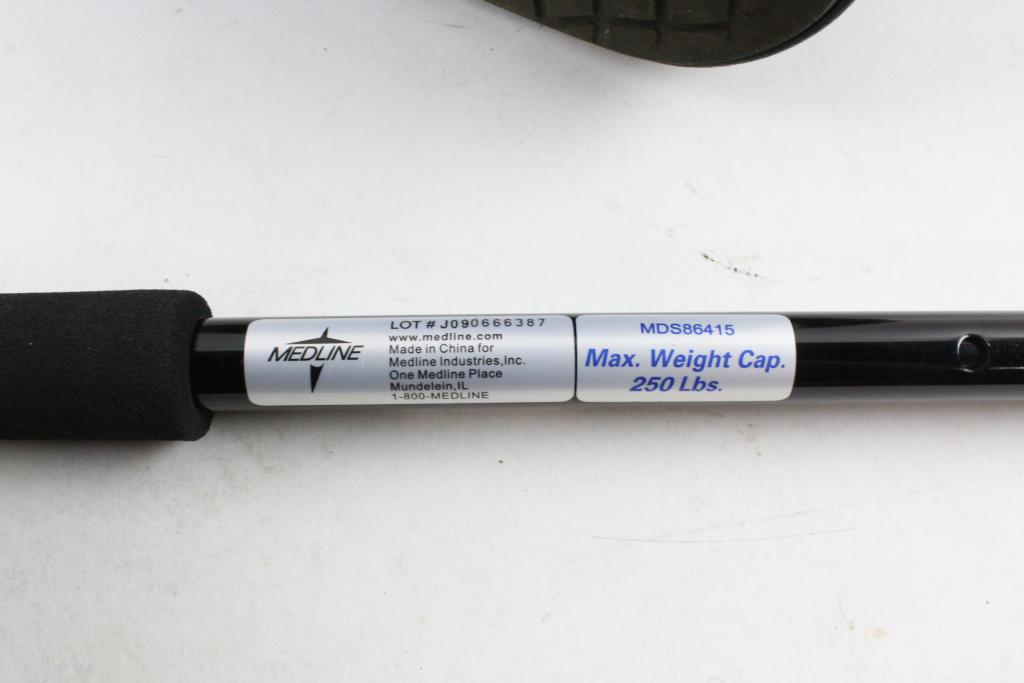 MEDLINE
LOT # J090666387
www.medline.com
Made in China for
Medline Industries,Inc.
One Medline Place
Mundelein,IL
1-800-MEDLINE
MDS86415
Max. Weight Cap.
250 Lbs.